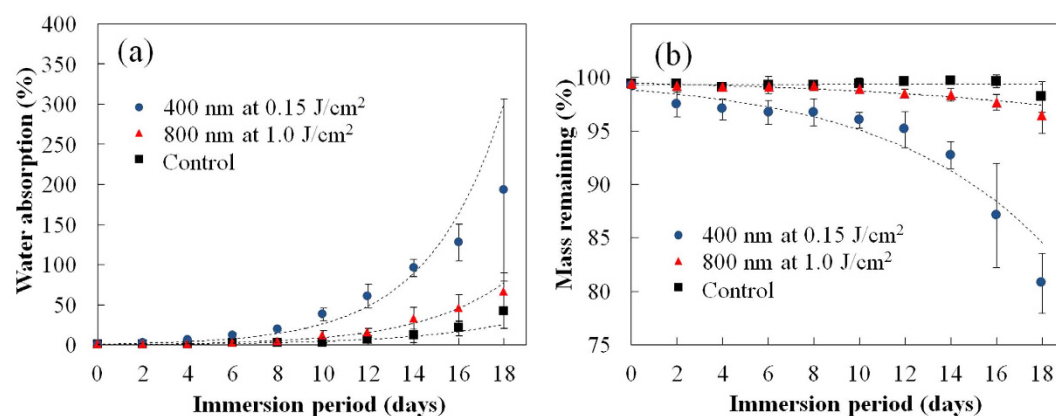 (a)
400
350
300
250
200
150
100
50
0
Water absorption (%)
400 nm at 0.15 J/cm²
800 nm at 1.0 J/cm²
Control
0 2 4 6 8 10 12 14 16 18
Immersion period (days)
(b)
105
100
95
90
85
80
75
Mass remaining (%)
400 nm at 0.15 J/cm²
800 nm at 1.0 J/cm²
Control
0 2 4 6 8 10 12 14 16 18
Immersion period (days)